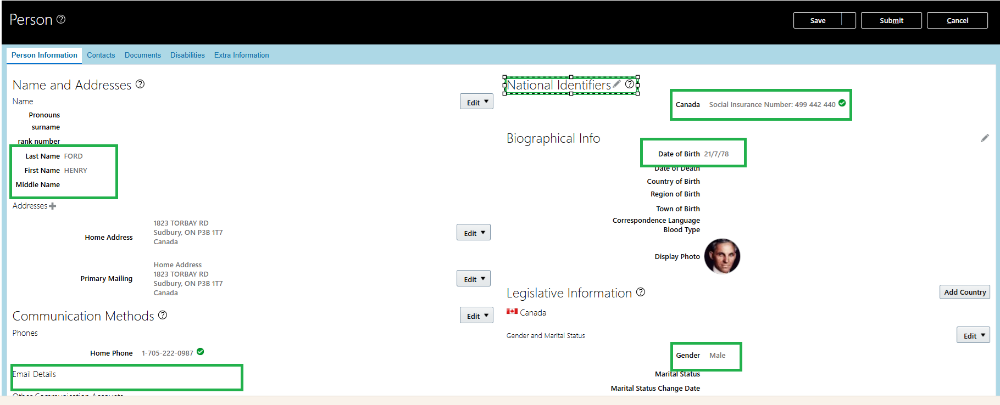 Person
Save
Submit
Cancel
Person Information
Contacts
Documents
Disabilities
Extra Information
Name and Addresses
Name
Edit
Pronouns
surname
rank number
Last Name FORD
First Name HENRY
Middle Name
Addresses
Home Address
1823 TORBAY RD
Sudbury, ON P3B 1T7
Canada
Edit
Primary Mailing
Home Address
1823 TORBAY RD
Sudbury, ON P3B 1T7
Canada
Edit
Communication Methods
Edit
Phones
Home Phone 1-705-222-0987
Email Details
Other Communication Accounts
National Identifiers
Canada Social Insurance Number: 499 442 440
Biographical Info
Date of Birth 21/7/78
Date of Death
Country of Birth
Region of Birth
Town of Birth
Correspondence Language
Blood Type
Display Photo
Legislative Information
Add Country
Canada
Gender and Marital Status
Edit
Gender Male
Marital Status
Marital Status Change Date